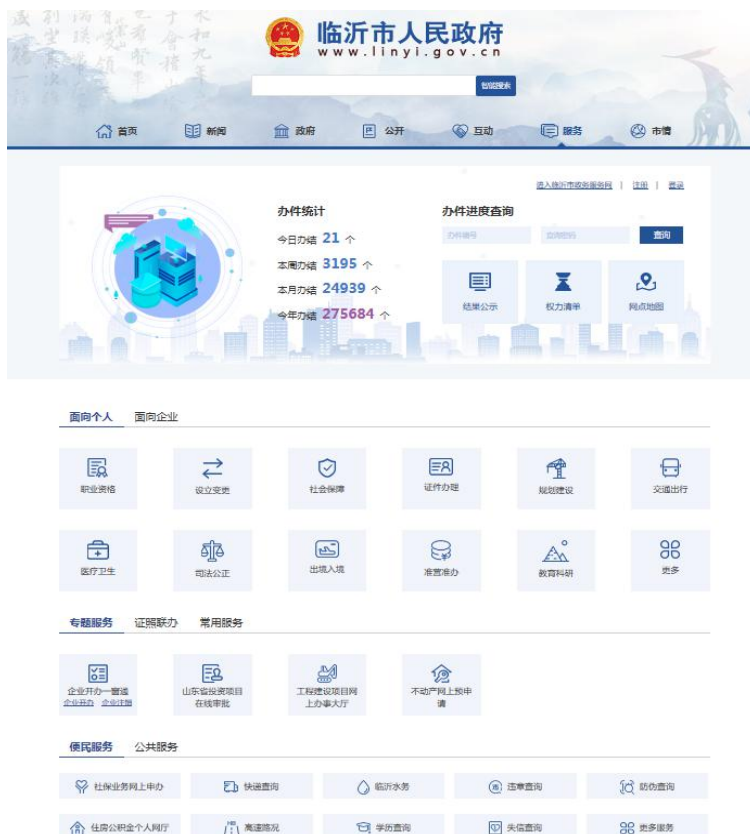 临沂市人民政府
www.linyi.gov.cn
智能搜索
首页 新闻 政府 公开 互动 服务 市情
进入临沂市政务服务网 | 注册 | 登录
办件统计 办件进度查询
今日办结 21 个
办件编号 查询密码 查询
本周办结 3195 个
本月办结 24939 个
今年办结 275684 个
结果公示 权力清单 网点地图
面向个人 面向企业
职业资格 设立变更 社会保障 证件办理 规划建设 交通出行
医疗卫生 司法公正 出境入境 准营准办 教育科研 更多
专题服务 证照联办 常用服务
企业开办一窗通 山东省投资项目 工程建设项目网 不动产网上预申
企业开办 企业注销 在线审批 上办事大厅 请
便民服务 公共服务
社保业务网上申办 快递查询 临沂水务 违章查询 防伪查询
住房公积金个人网厅 高速路况 学历查询 失信查询 更多服务